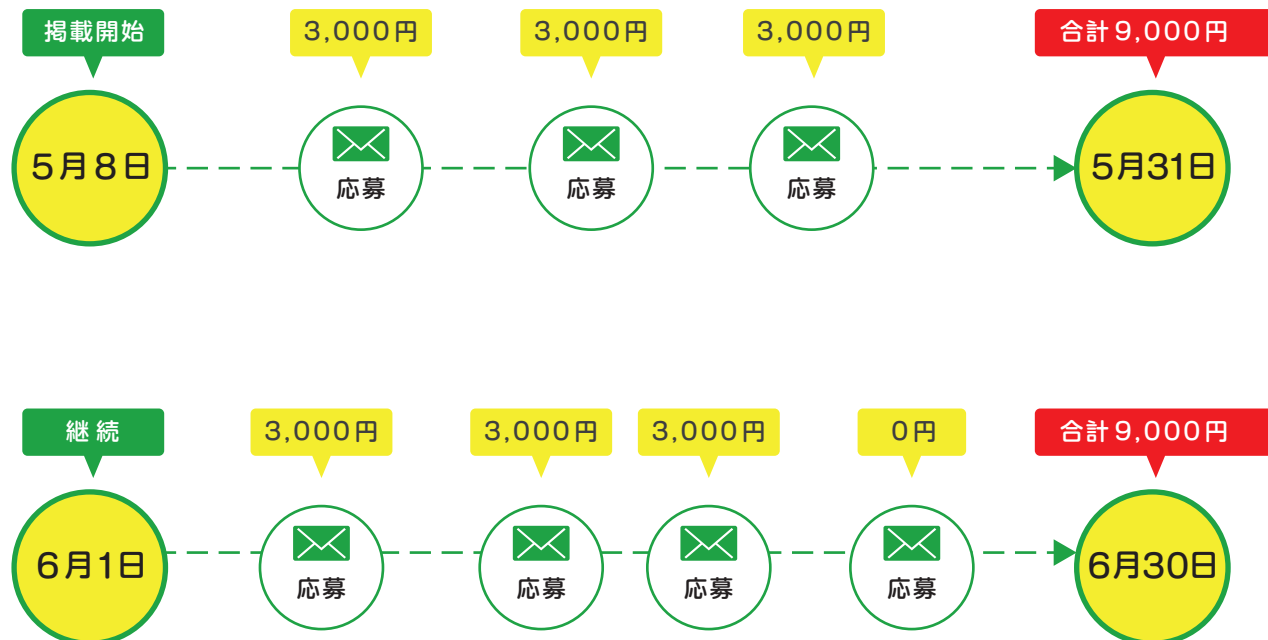 掲載開始
3,000円
3,000円
3,000円
合計9,000円
5月8日
応募
応募
応募
5月31日
継続
3,000円
3,000円
3,000円
0円
合計9,000円
6月1日
応募
応募
応募
応募
6月30日